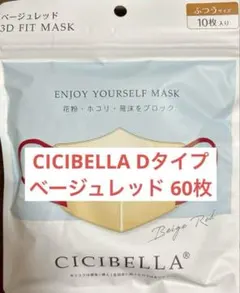 ベージュレッド
3D FIT MASK
ふつうサイズ
10枚入り
ENJOY YOURSELF MASK
花粉・ホコリ・飛沫をブロック
CICIBELLA Dタイプ
ベージュレッド 60枚
Beige Red
CICIBELLA®